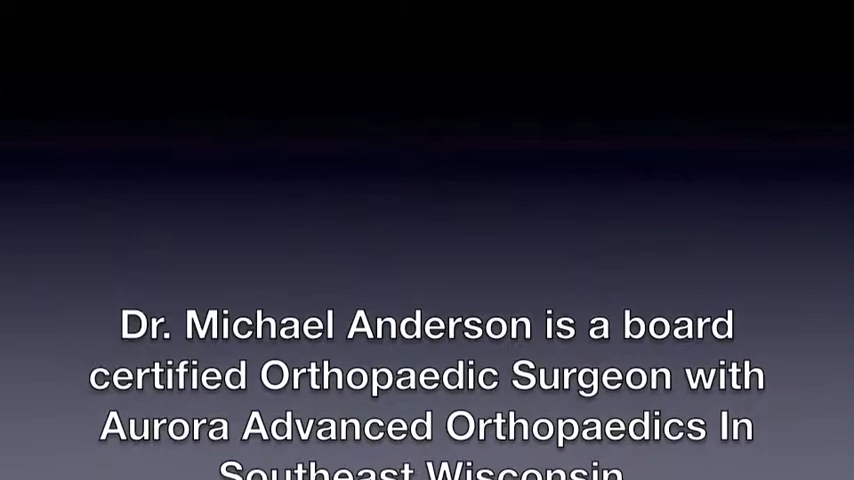 Dr. Michael Anderson is a board
certified Orthopaedic Surgeon with
Aurora Advanced Orthopaedics In
Southeast Wisconsin